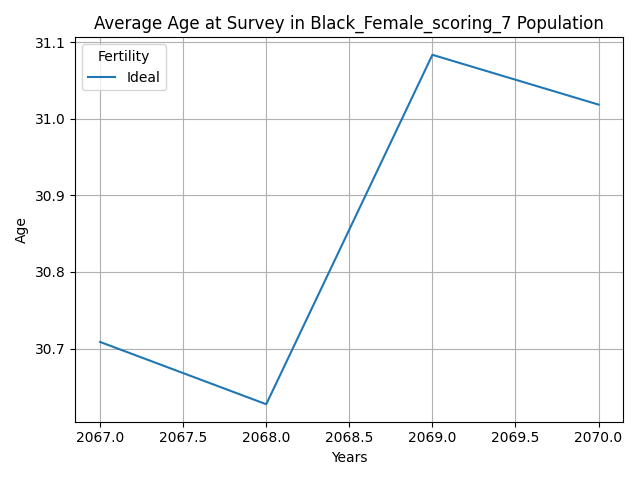 Average Age at Survey in Black_Female_scoring_7 Population
Fertility
Ideal
Age
31.1
31.0
30.9
30.8
30.7
2067.0 2067.5 2068.0 2068.5 2069.0 2069.5 2070.0
Years